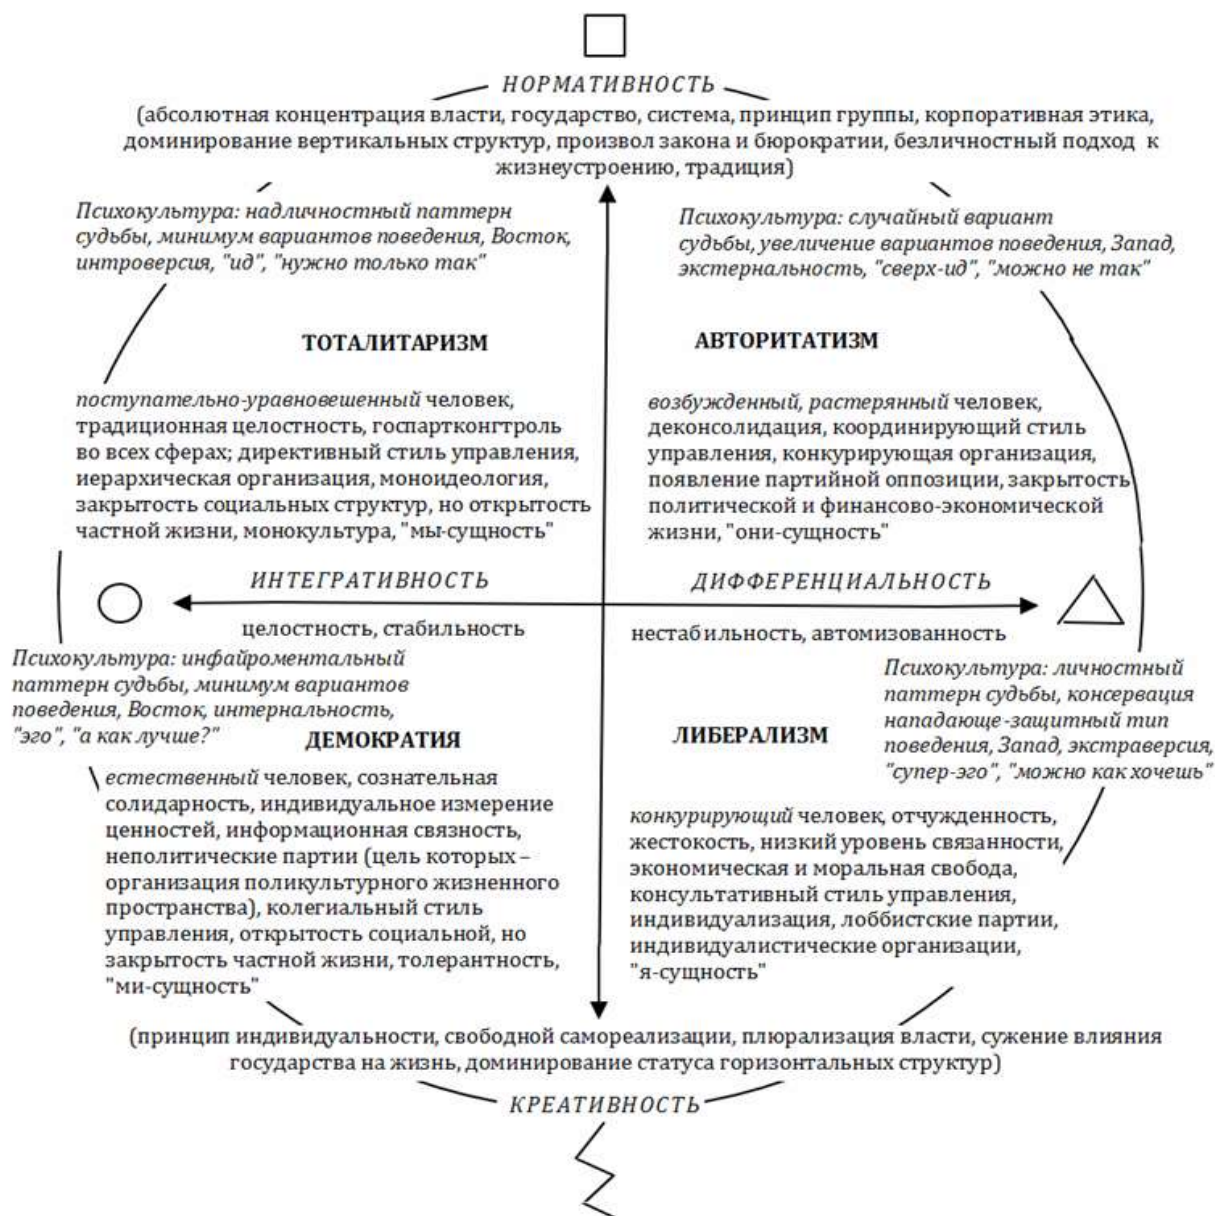 НОРМАТИВНОСТЬ
(абсолютная концентрация власти, государство, система, принцип группы, корпоративная этика,
доминирование вертикальных структур, произвол закона и бюрократии, безличностный подход к
жизнеустроению, традиция)
Психокультура: надличностный паттерн
судьбы, минимум вариантов поведения, Восток,
интроверсия, "ид", "нужно только так"
Психокультура: случайный вариант
судьбы, увеличение вариантов поведения, Запад,
экстернальность, "сверх-ид", "можно не так"
ТОТАЛИТАРИЗМ
АВТОРИТАТИЗМ
поступательно-уравновешенный человек,
традиционная целостность, госпартконгтроль
во всех сферах; директивный стиль управления,
иерархическая организация, моноидеология,
закрытость социальных структур, но открытость
частной жизни, монокультура, "мы-сущность"
возбужденный, растерянный человек,
деконсолидация, координирующий стиль
управления, конкурирующая организация,
появление партийной оппозиции, закрытость
политической и финансово-экономической
жизни, "они-сущность"
ИНТЕГРАТИВНОСТЬ
ДИФФЕРЕНЦИАЛЬНОСТЬ
целостность, стабильность
нестабильность, автомизованность
Психокультура: инфайроментальный
паттерн судьбы, минимум вариантов
поведения, Восток, интернальность,
"эго", "а как лучше?"
Психокультура: личностный
паттерн судьбы, консервация
нападающе-защитный тип
поведения, Запад, экстраверсия,
"супер-эго", "можно как хочешь"
ДЕМОКРАТИЯ
ЛИБЕРАЛИЗМ
естественный человек, сознательная
солидарность, индивидуальное измерение
ценностей, информационная связность,
неполитические партии (цель которых –
организация поликультурного жизненного
пространства), колегиальный стиль
управления, открытость социальной, но
закрытость частной жизни, толерантность,
"ми-сущность"
конкурирующий человек, отчужденность,
жестокость, низкий уровень связанности,
экономическая и моральная свобода,
консультативный стиль управления,
индивидуализация, лоббистские партии,
индивидуалистические организации,
"я-сущность"
(принцип индивидуальности, свободной самореализации, плюрализация власти, сужение влияния
государства на жизнь, доминирование статуса горизонтальных структур)
КРЕАТИВНОСТЬ